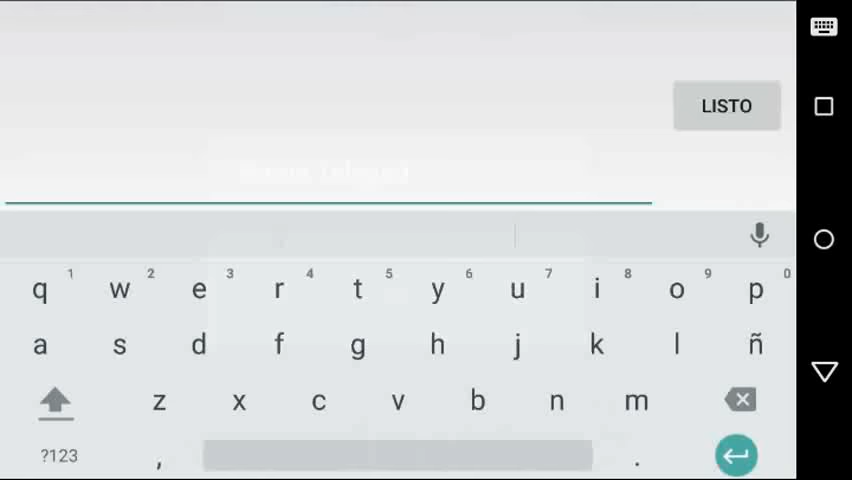 LISTO
1 2 3 4 5 6 7 8 9 0
q w e r t y u i o p
a s d f g h j k l ñ
z x c v b n m
?123 , .